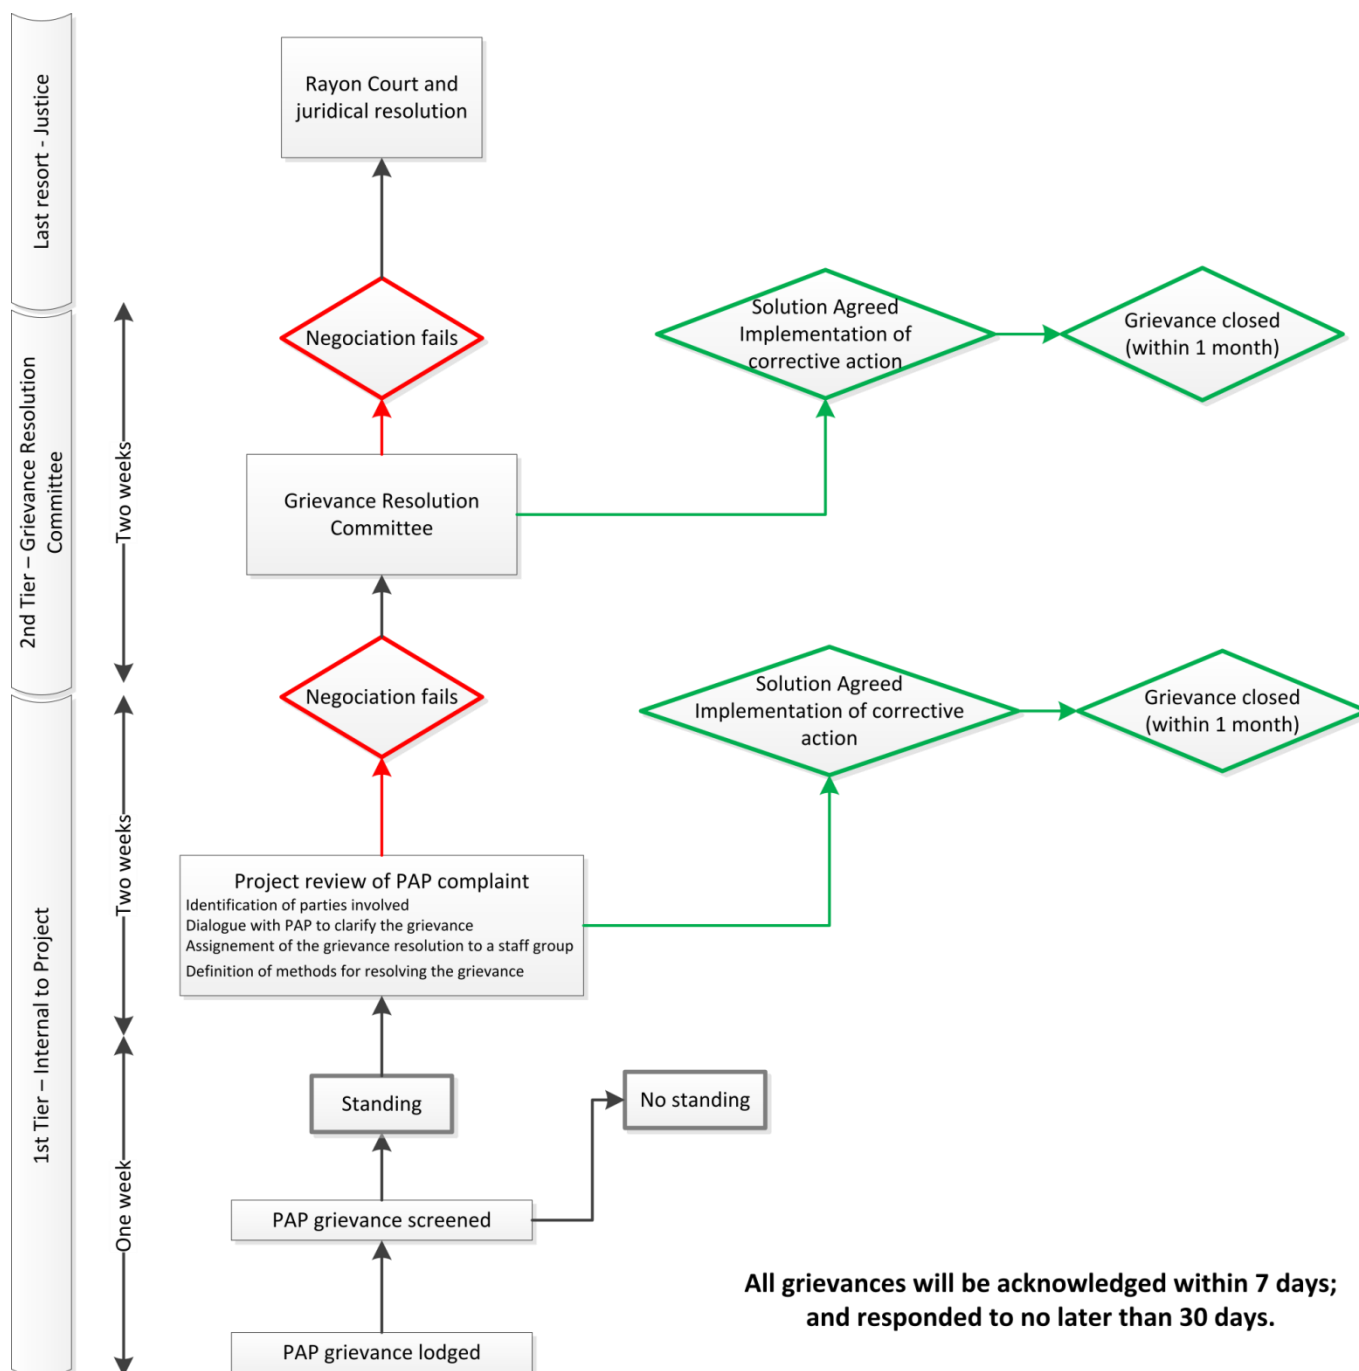 Last resort - Justice
Rayon Court and
juridical resolution
2nd Tier – Grievance Resolution
Committee
Two weeks
Negociation fails
Solution Agreed
Implementation of
corrective action
Grievance closed
(within 1 month)
Grievance Resolution
Committee
1st Tier – Internal to Project
Two weeks
Negociation fails
Solution Agreed
Implementation of corrective
action
Grievance closed
(within 1 month)
Project review of PAP complaint
Identification of parties involved
Dialogue with PAP to clarify the grievance
Assignement of the grievance resolution to a staff group
Definition of methods for resolving the grievance
One week
Standing
No standing
PAP grievance screened
PAP grievance lodged
All grievances will be acknowledged within 7 days;
and responded to no later than 30 days.